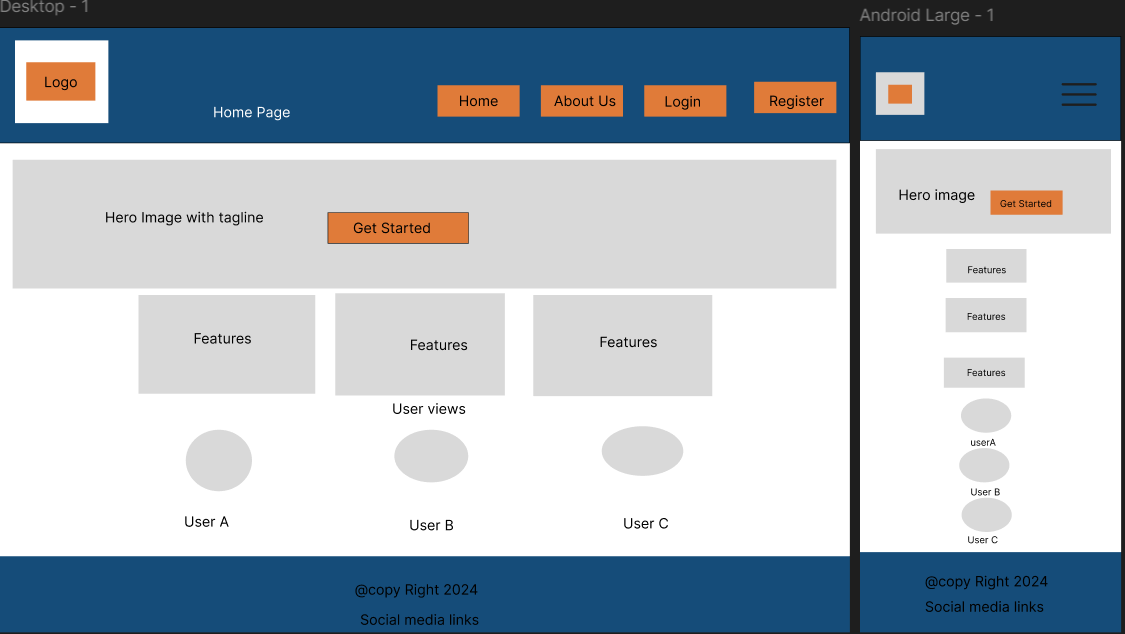 Desktop - 1
Logo
Home Page
Home
About Us
Login
Register
Hero Image with tagline
Get Started
Features
Features
Features
User views
User A
User B
User C
@copy Right 2024
Social media links
Android Large - 1
Hero image
Get Started
Features
Features
Features
userA
User B
User C
@copy Right 2024
Social media links